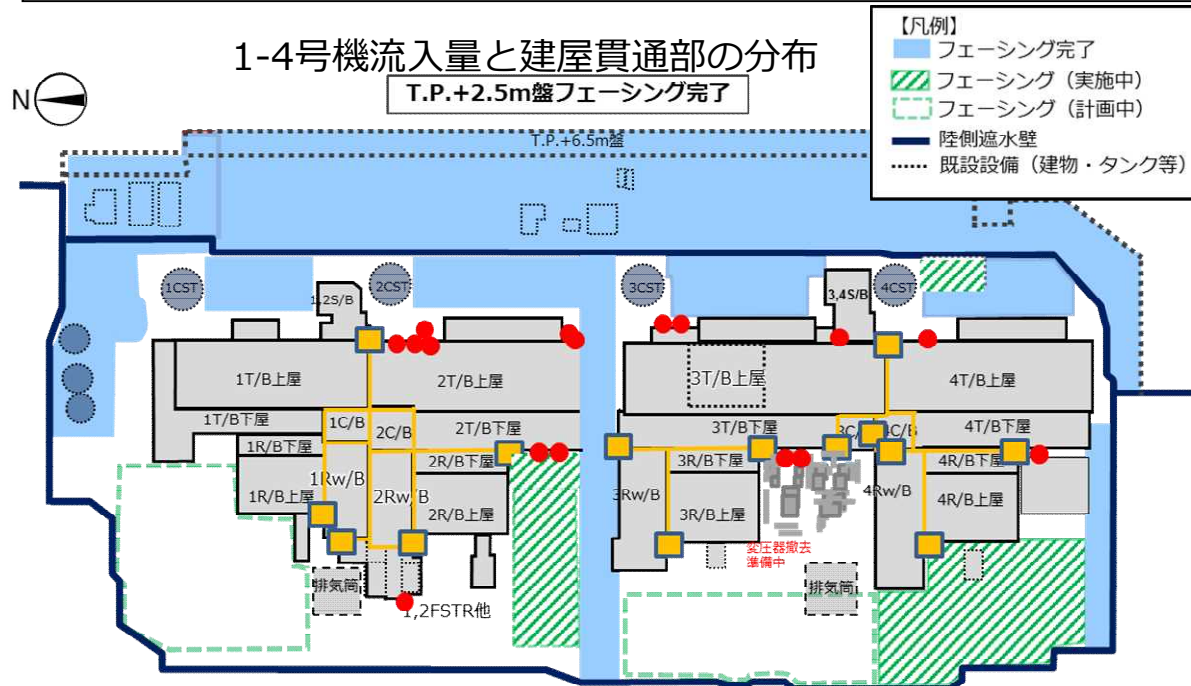 1-4号機流入量と建屋貫通部の分布
T.P.+2.5m盤フェーシング完了
【凡例】
フェーシング完了
フェーシング（実施中）
フェーシング（計画中）
陸側遮水壁
既設設備（建物・タンク等）
N
T.P.+6.5m盤
1CST
2CST
3CST
4CST
1,2S/B
3,4S/B
1T/B上屋
2T/B上屋
3T/B上屋
4T/B上屋
1T/B下屋
1C/B
2C/B
2T/B下屋
3T/B下屋
3C
C/B
4T/B下屋
1R/B下屋
2R/B下屋
3R/B下屋
4R/B下屋
1R/B上屋
1Rw/B
2Rw/B
2R/B上屋
3Rw/B
3R/B上屋
4Rw/B
4R/B上屋
変圧器撤去
準備中
排気筒
排気筒
1,2FSTR他